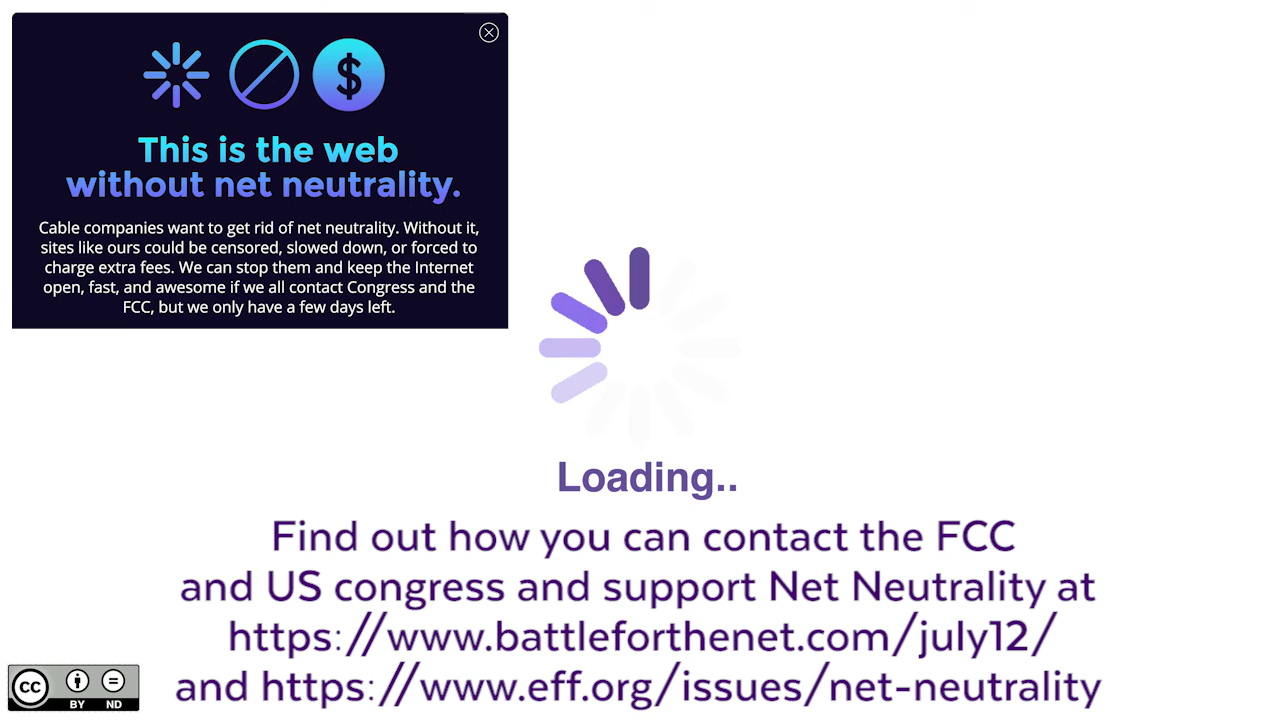 $
This is the web
without net neutrality.
Cable companies want to get rid of net neutrality. Without it,
sites like ours could be censored, slowed down, or forced to
charge extra fees. We can stop them and keep the Internet
open, fast, and awesome if we all contact Congress and the
FCC, but we only have a few days left.
Loading..
Find out how you can contact the FCC
and US congress and support Net Neutrality at
https://www.battleforthenet.com/july12/
and https://www.eff.org/issues/net-neutrality
cc
BY ND